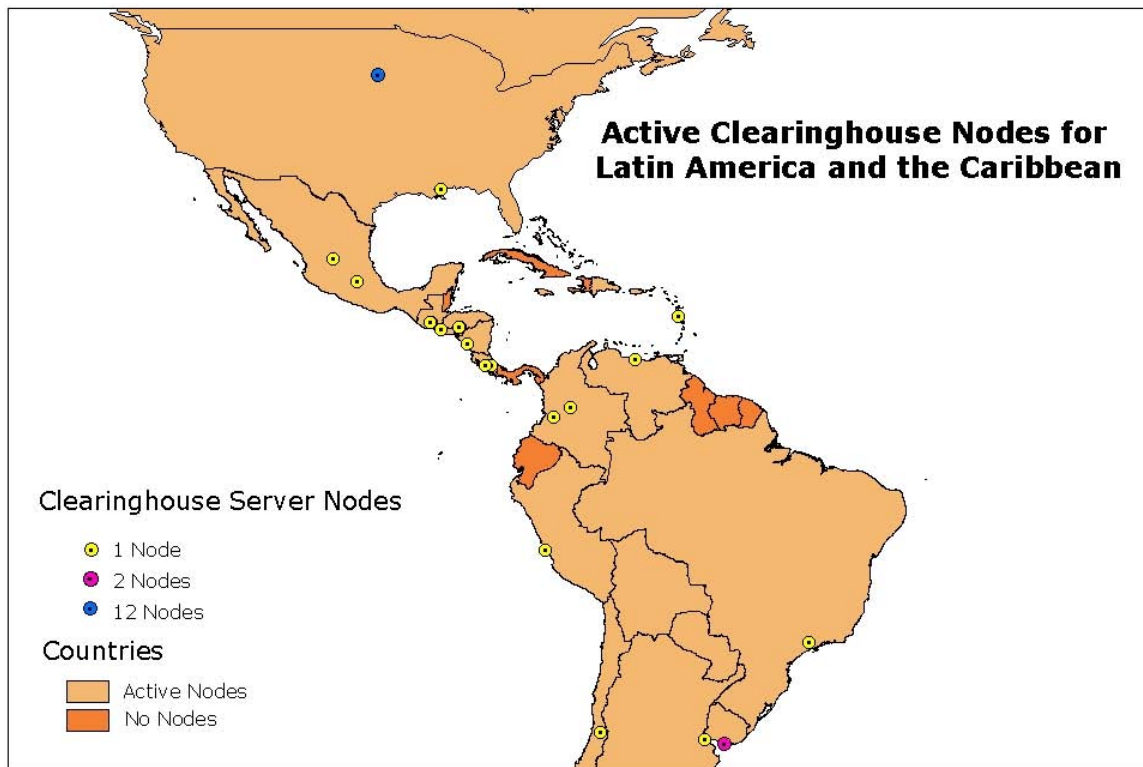 Active Clearinghouse Nodes for
Latin America and the Caribbean
Clearinghouse Server Nodes
1 Node
2 Nodes
12 Nodes
Countries
Active Nodes
No Nodes